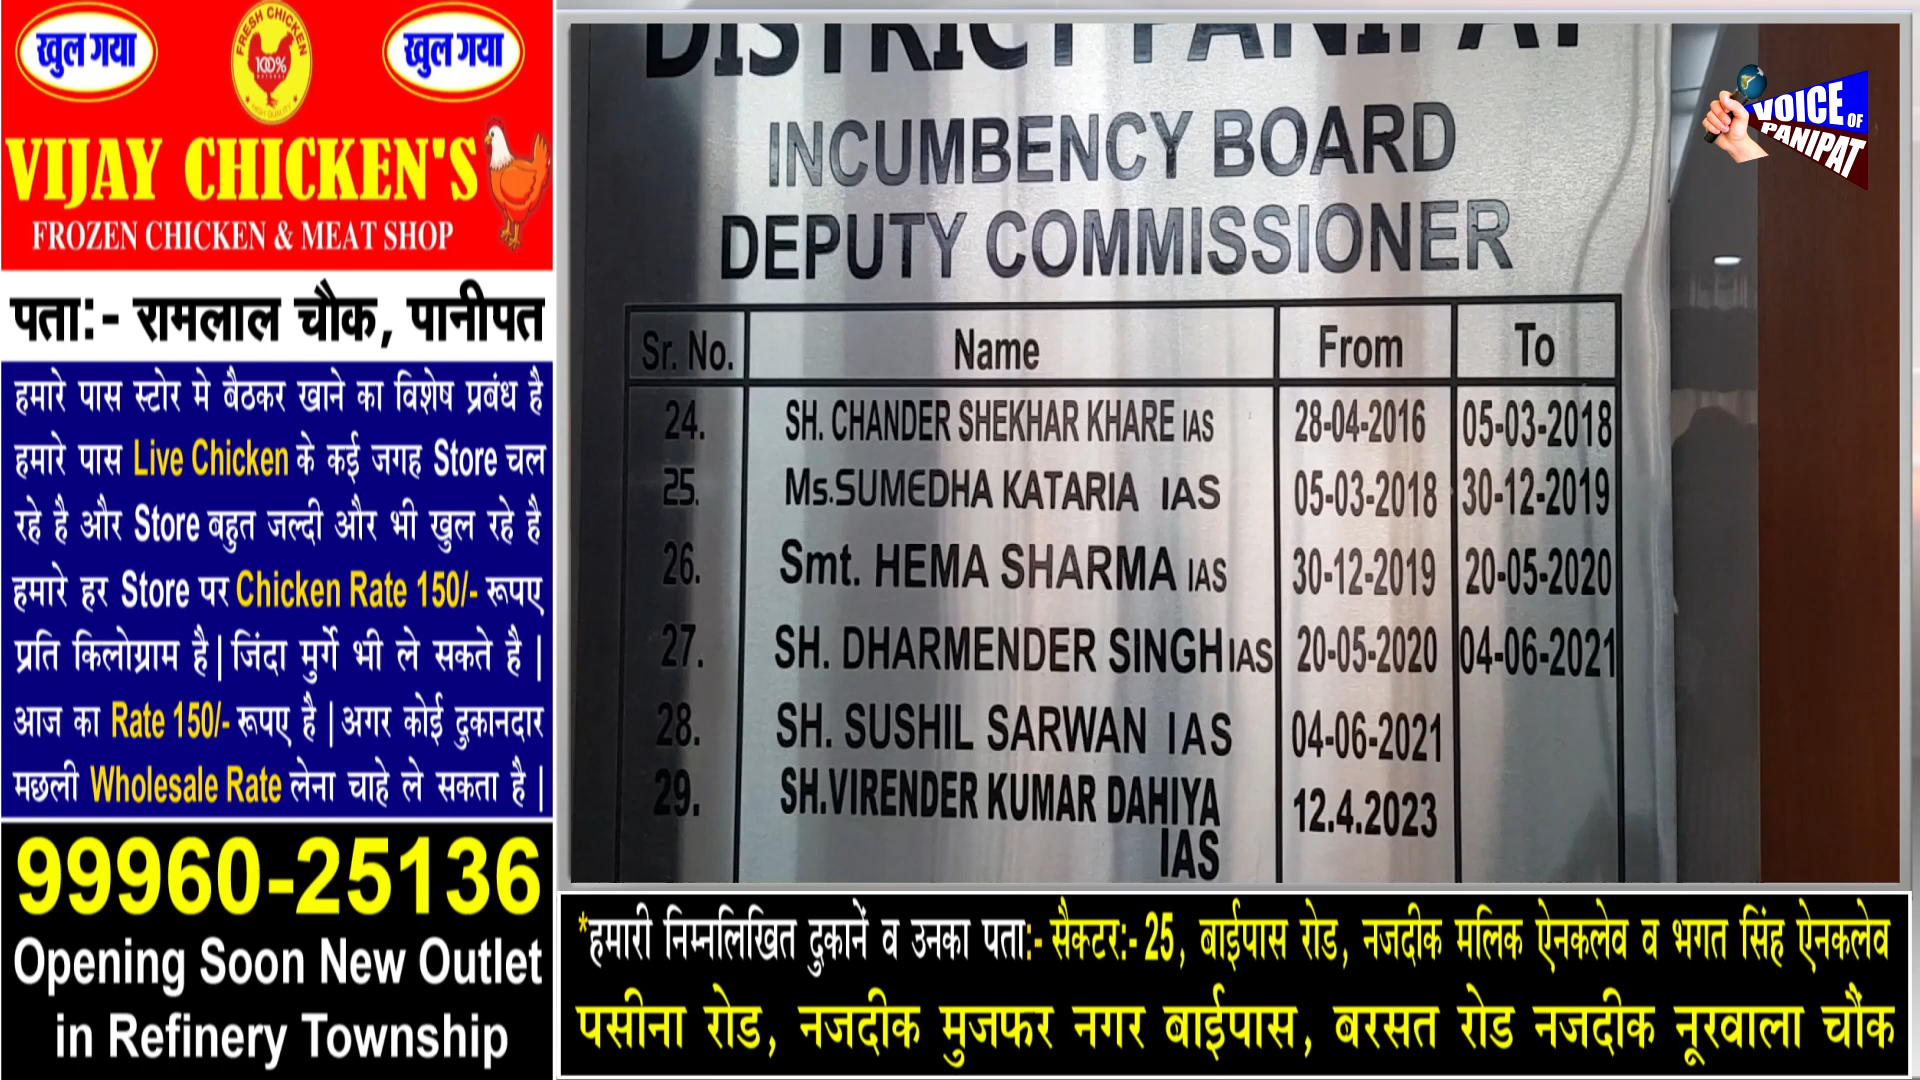 खुल गया
FRESH CHICKEN
100%
NATURAL
HIGH QUALITY
खुल गया
VIJAY CHICKEN'S
FROZEN CHICKEN & MEAT SHOP
पता:- रामलाल चौक, पानीपत
हमारे पास स्टोर मे बैठकर खाने का विशेष प्रबंध है
हमारे पास Live Chicken के कई जगह Store चल
रहे है और Store बहुत जल्दी और भी खुल रहे है
हमारे हर Store पर Chicken Rate 150/- रूपए
प्रति किलोग्राम है| जिंदा मुर्गे भी ले सकते है |
आज का Rate 150/- रूपए है | अगर कोई दुकानदार
मछली Wholesale Rate लेना चाहे ले सकता है |
99960-25136
Opening Soon New Outlet
in Refinery Township
DISTRICT PANIPAT
INCUMBENCY BOARD
DEPUTY COMMISSIONER
Sr. No. Name From To
24. SH. CHANDER SHEKHAR KHARE IAS 28-04-2016 05-03-2018
25. Ms.SUMEDHA KATARIA IAS 05-03-2018 30-12-2019
26. Smt. HEMA SHARMA IAS 30-12-2019 20-05-2020
27. SH. DHARMENDER SINGH IAS 20-05-2020 04-06-2021
28. SH. SUSHIL SARWAN IAS 04-06-2021
29. SH.VIRENDER KUMAR DAHIYA 12.4.2023
IAS
VOICE OF
PANIPAT
*हमारी निम्नलिखित दुकानें व उनका पता:- सैक्टर:- 25, बाईपास रोड, नजदीक मलिक ऐनकलेव व भगत सिंह ऐनकलेव
पसीना रोड, नजदीक मुजफर नगर बाईपास, बरसत रोड नजदीक नूरवाला चौंक